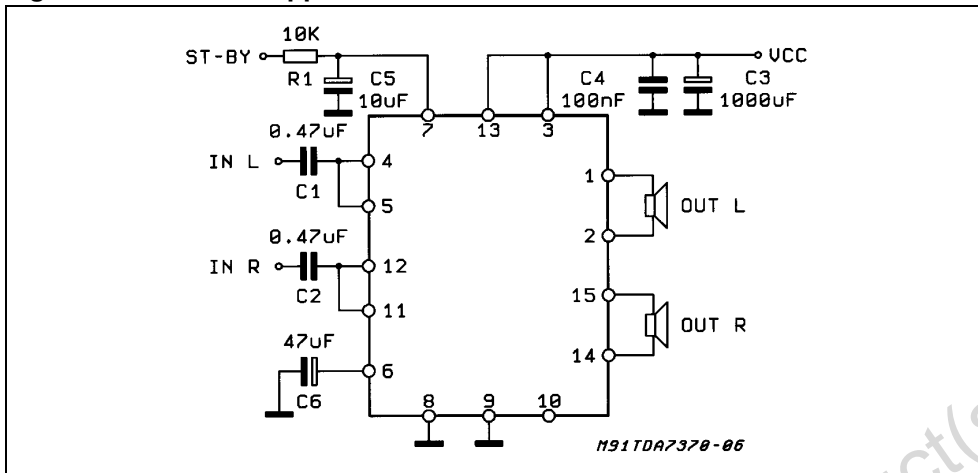 10K
ST-BY
R1
C5
10uF
C4
100nF
C3
1000uF
VCC
7
13
3
0.47uF
IN L
C1
4
5
0.47uF
IN R
C2
12
11
47uF
C6
6
8
9
10
1
2
OUT L
15
14
OUT R
M91TDA7370-06